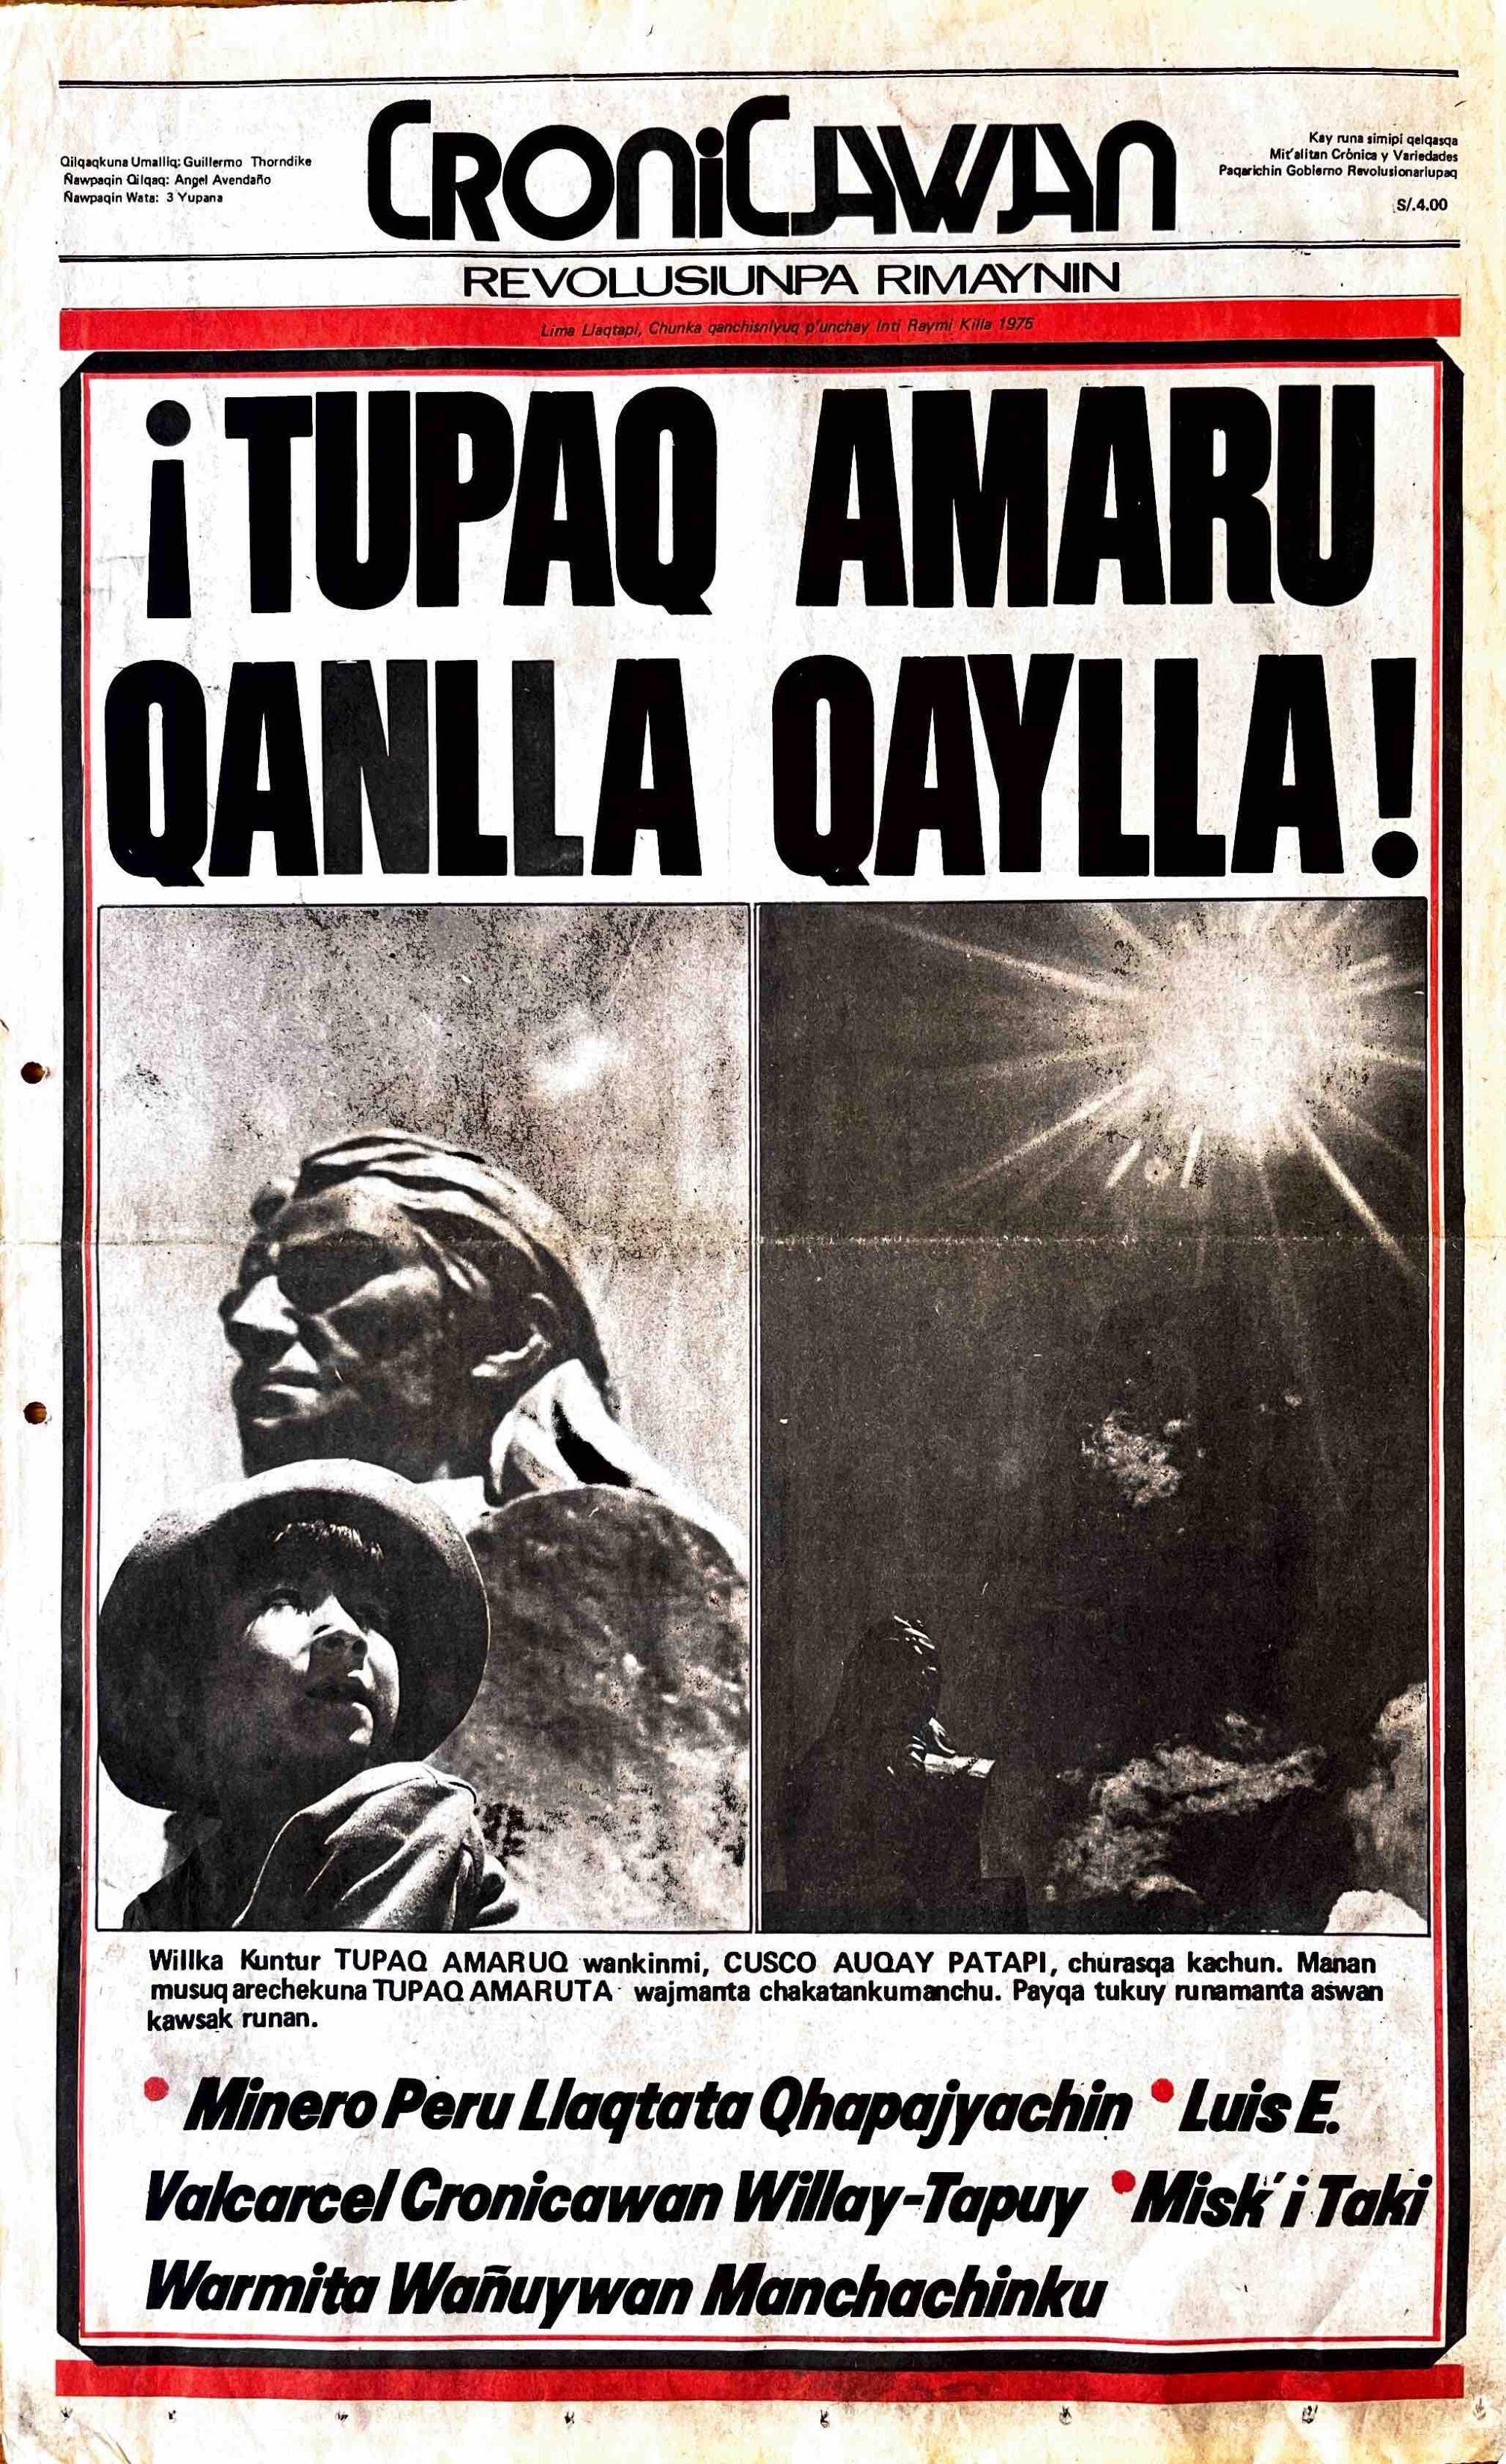 Qilqaqkuna Umalliq: Guillermo Thorndike
Ñawpaqin Qilqaq: Angel Avendaño
Ñawpaqin Wata: 3 Yupana
CRONICAWAN
Kay runa simipi qelqasqa
Mit'alitan Crònica y Variedades
Paqarichin Gobierno Revolusionariupaq
S/.4.00
REVOLUSIUNPA RIMAYNIN
Lima Llaqtapi, Chunka qanchisniyuq p'unchay Inti Raymi Killa 1975
¡TUPAQ AMARU
QANLLA QAYLLA!
Willka Kuntur TUPAQ AMARUQ wankinmi, CUSCO AUQAY PATAPI, churasqa kachun. Manan
musuq arechekuna TUPAQ AMARUTA wajmanta chakatankumanchu. Payqa tukuy runamanta aswan
kawsak runan.
• Minero Peru Llaqtata Qhapajyachin • Luis E.
Valcarcel Cronicawan Willay-Tapuy • Misk'i Taki
Warmita Wañuywan Manchachinku